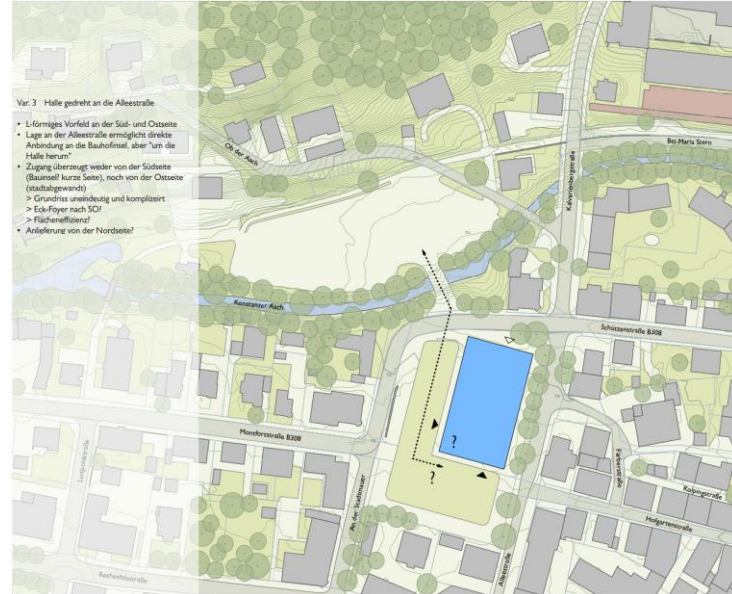 Var. 3 Halle gedreht an die Alleestraße
• L-förmiges Vorfeld an der Süd- und Ostseite
• Lage an der Alleestraße ermöglicht direkte
Anbindung an die Bauhofinsel, aber "um die
Halle herum"
• Zugang überzeugt weder von der Südseite
(Bauinsel? kurze Seite), noch von der Ostseite
(stadtabgewandt)
> Grundriss uneindeutig und komplizeirt
> Eck-Foyer nach SO?
> Flächeneffizienz?
• Anlieferung von der Nordseite?
Ob der Aach
Bei Maria Stern
Kalvarienbergstraße
Konstanzer Aach
Schützenstraße B308
Montfortstraße B308
?
?
Luipoldstraße
An der Stadtmauer
Färberstraße
Kolpingstraße
Hofgartenstraße
Alleestraße